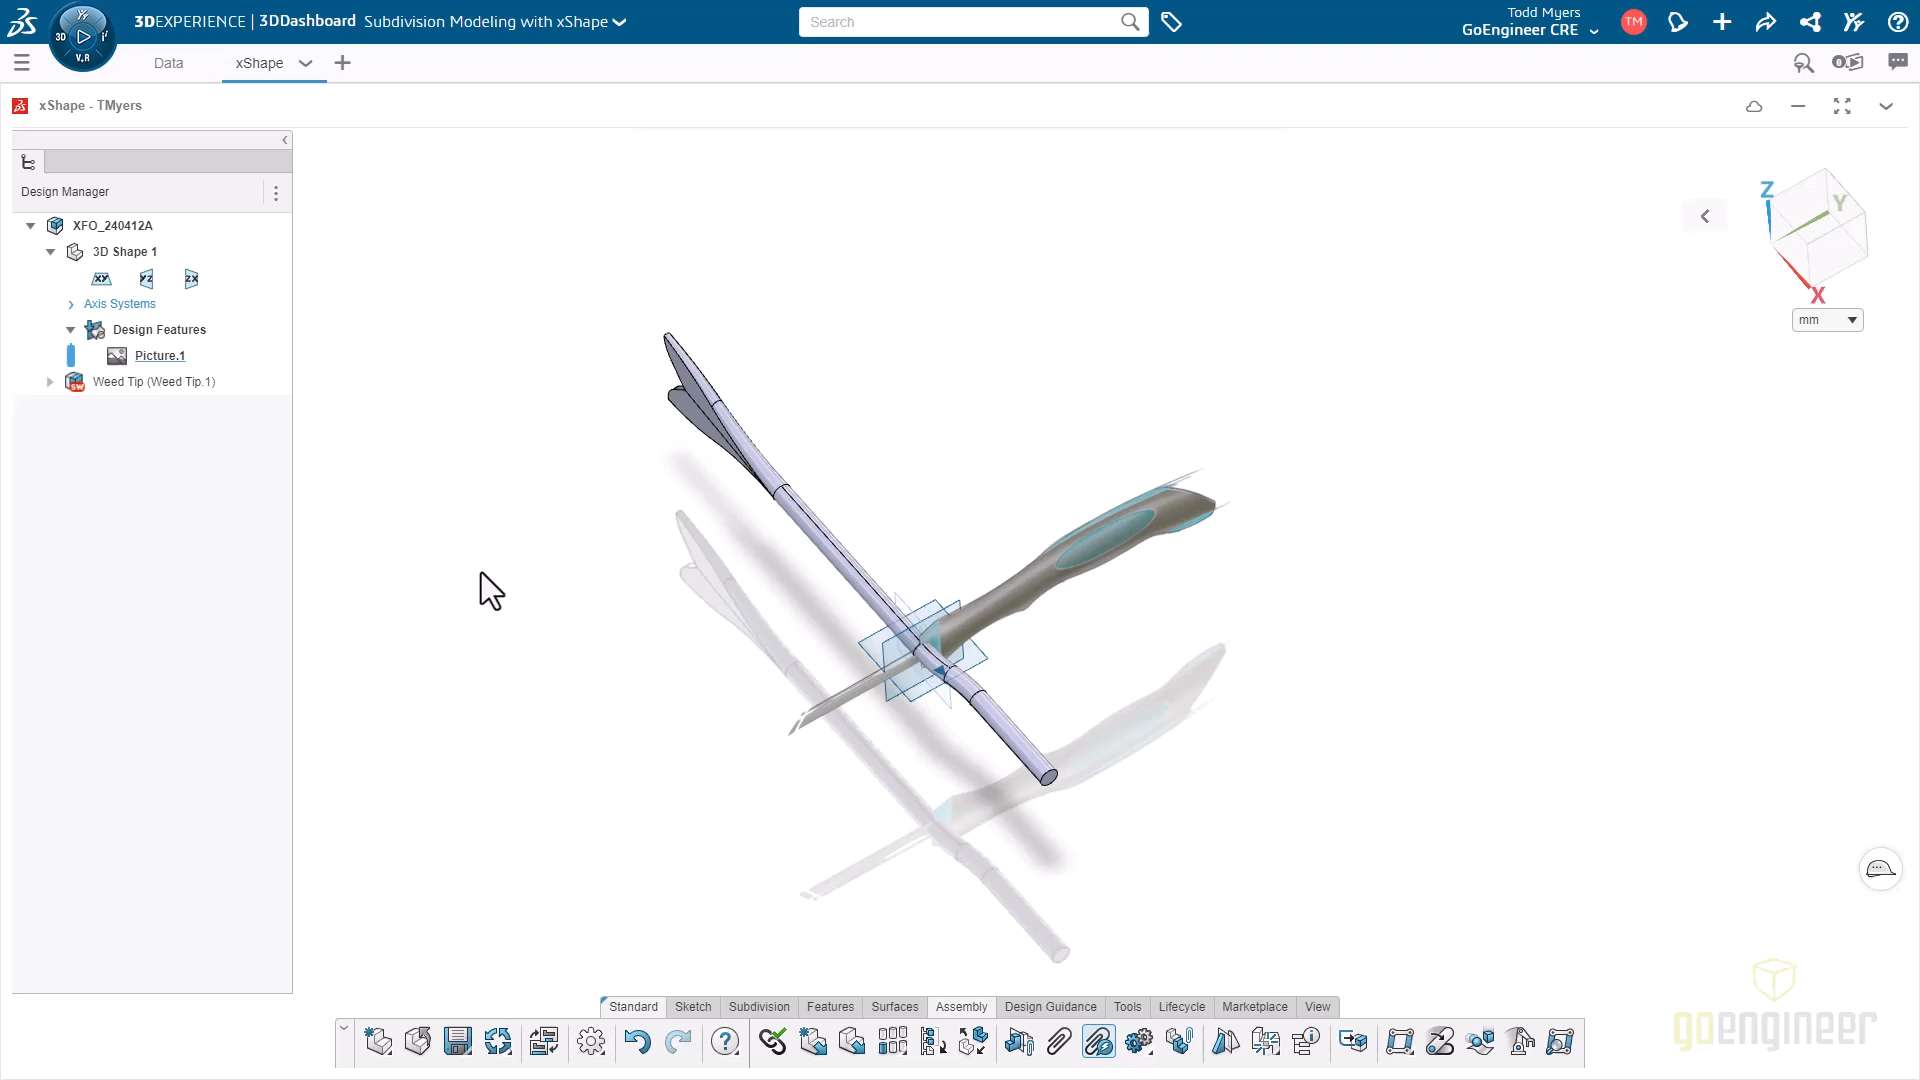 3DEXPERIENCE | 3DDashboard Subdivision Modeling with xShape
Search
Todd Myers
GoEngineer CRE
TM
3D
V.R
Data
xShape
xShape - TMyers
Design Manager
XFO_240412A
3D Shape 1
XY YZ ZX
Axis Systems
Design Features
Picture.1
Weed Tip (Weed Tip.1)
Z
Y
X
mm
Standard Sketch Subdivision Features Surfaces Assembly Design Guidance Tools Lifecycle Marketplace View
goengineer